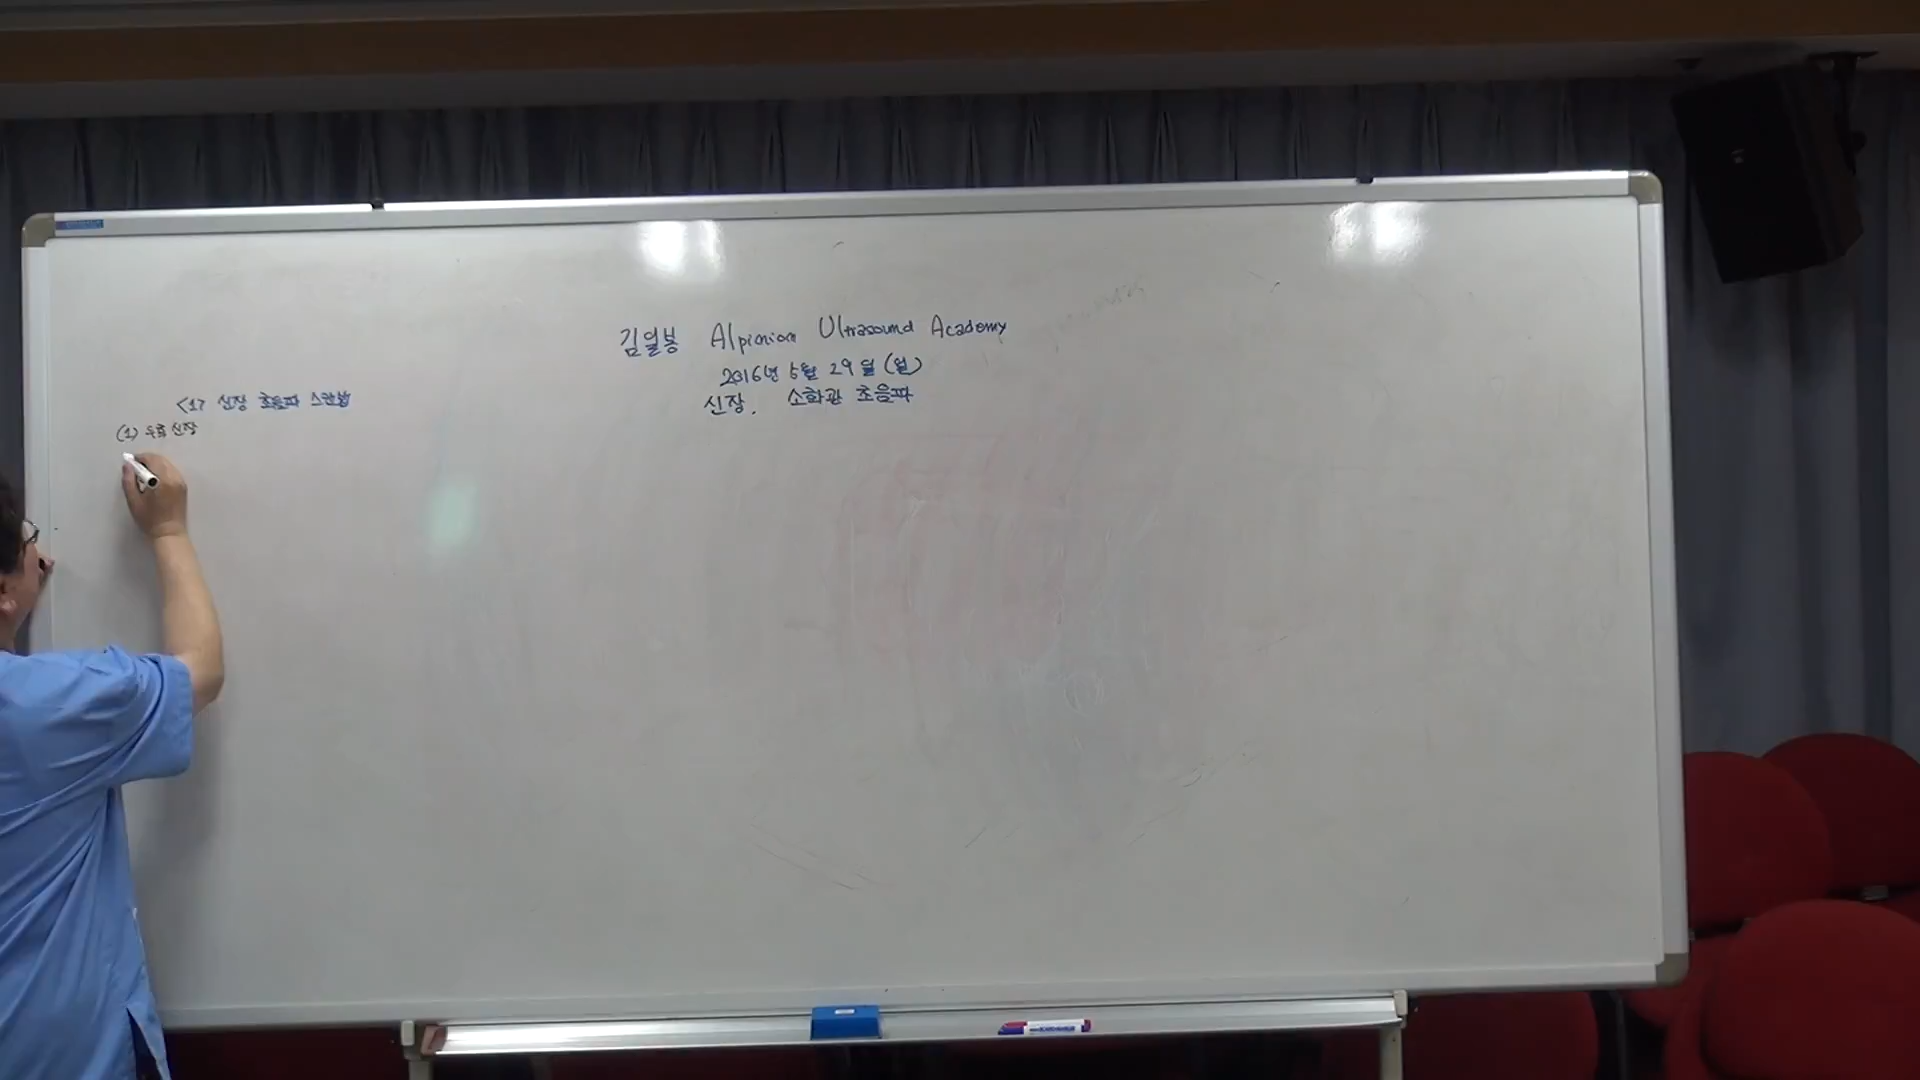 김일봉 Alpinion Ultrasound Academy
2016년 5월 29일 (일)
신장. 소화관 초음파
<1> 신장 초음파 스캔법
(1) 우측 신장